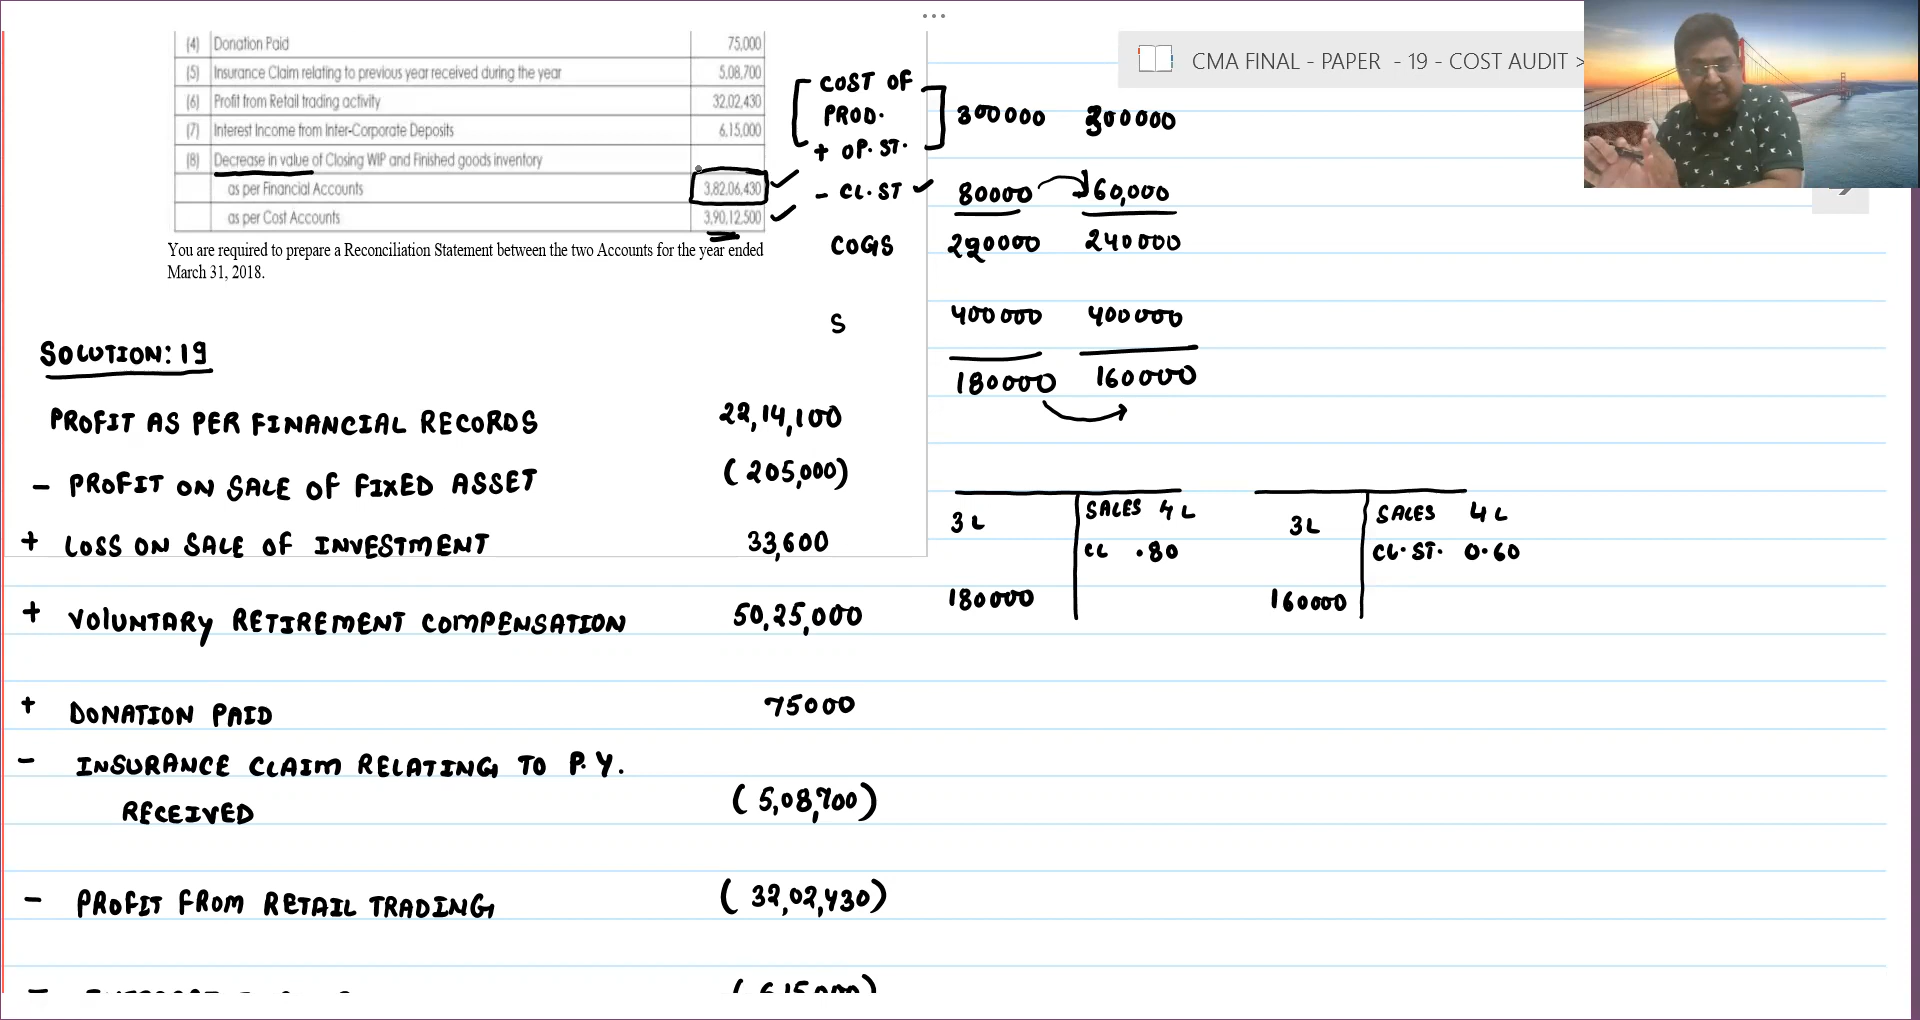 (4) Donation Paid 75,000
(5) Insurance Claim relating to previous year received during the year 5,08,700
(6) Profit from Retail trading activity 32,02,430
(7) Interest Income from Inter-Corporate Deposits 6,15,000
(8) Decrease in value of Closing WIP and Finished goods inventory
as per Financial Accounts 3,82,06,430
as per Cost Accounts 3,90,12,500
You are required to prepare a Reconciliation Statement between the two Accounts for the year ended
March 31, 2018.
CMA FINAL - PAPER - 19 - COST AUDIT >
COST OF
PROD. 300000 300000
+ OP. ST.
- CL. ST 80000 60,000
COGS 220000 240000
S 400000 400000
180000 160000
SOLUTION: 19
PROFIT AS PER FINANCIAL RECORDS 22,14,100
- PROFIT ON SALE OF FIXED ASSET (205,000)
+ LOSS ON SALE OF INVESTMENT 33,600
+ VOLUNTARY RETIREMENT COMPENSATION 50,25,000
+ DONATION PAID 75000
- INSURANCE CLAIM RELATING TO P.Y.
RECEIVED (5,08,700)
- PROFIT FROM RETAIL TRADING (32,02,430)
3L SALES 4L
CL .80
180000
3L SALES 4L
CL. ST. 0.60
160000